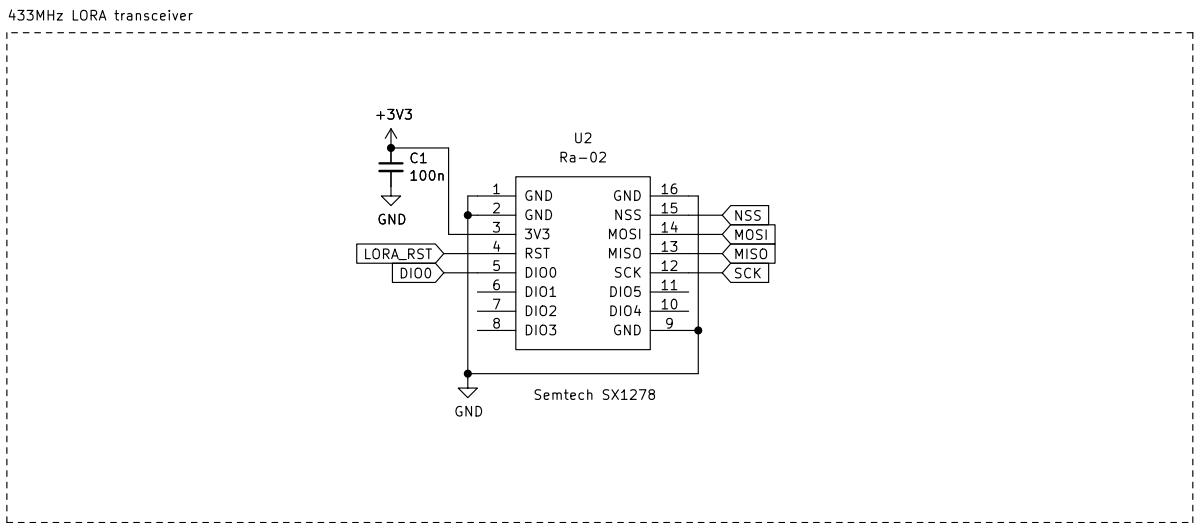 433MHz LORA transceiver
+3V3
C1
100n
GND
U2
Ra-02
1 GND GND 16
2 GND NSS 15 NSS
3 3V3 MOSI 14 MOSI
LORA_RST 4 RST MISO 13 MISO
DIO0 5 DIO0 SCK 12 SCK
6 DIO1 DIO5 11
7 DIO2 DIO4 10
8 DIO3 GND 9
Semtech SX1278
GND